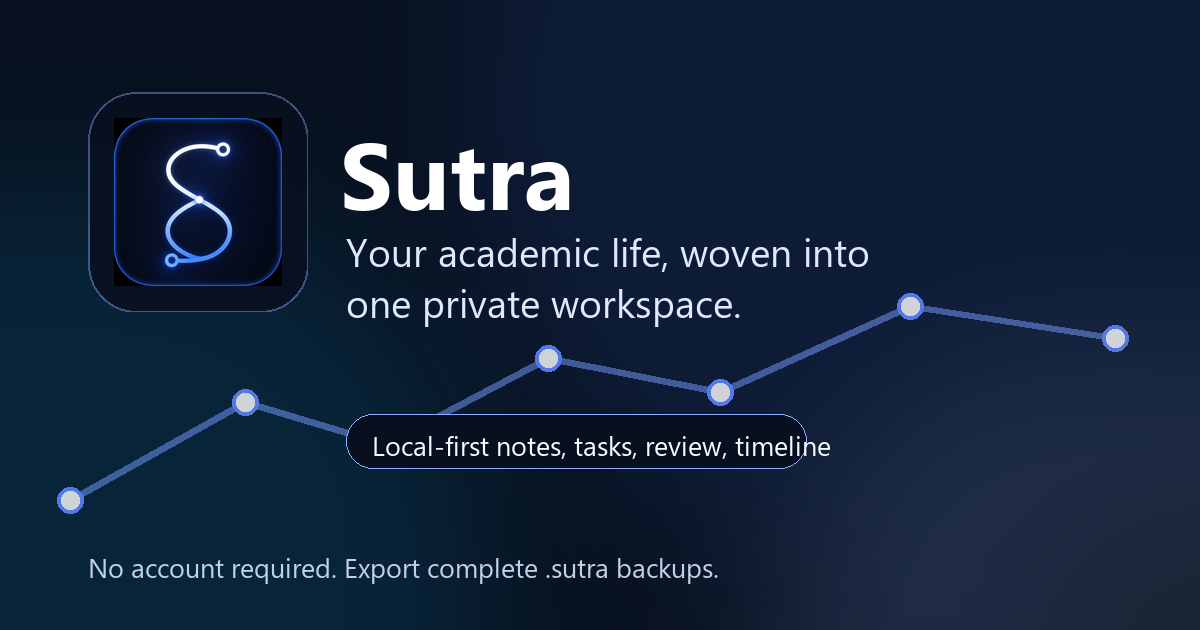 Sutra
Your academic life, woven into
one private workspace.
Local-first notes, tasks, review, timeline
No account required. Export complete .sutra backups.